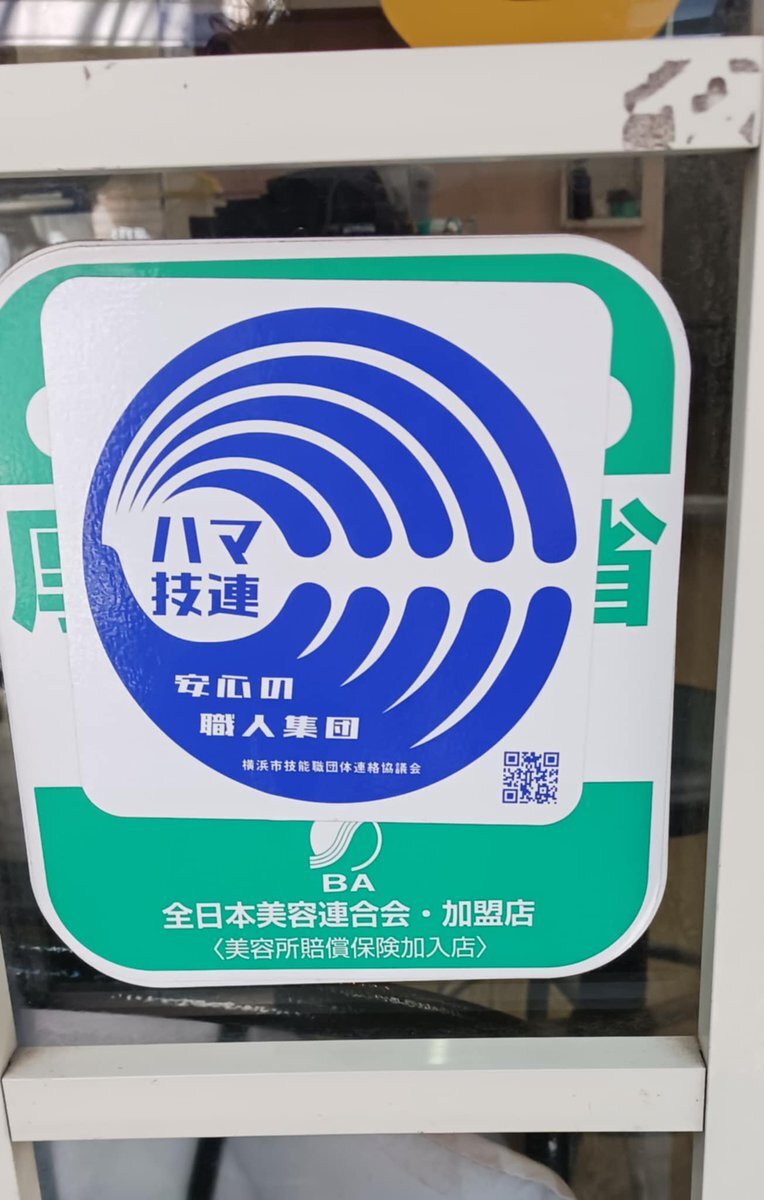 ハマ
技連
安心の
職人集団
横浜市技能職団体連絡協議会
省
BA
全日本美容連合会・加盟店
〈美容所賠償保険加入店〉